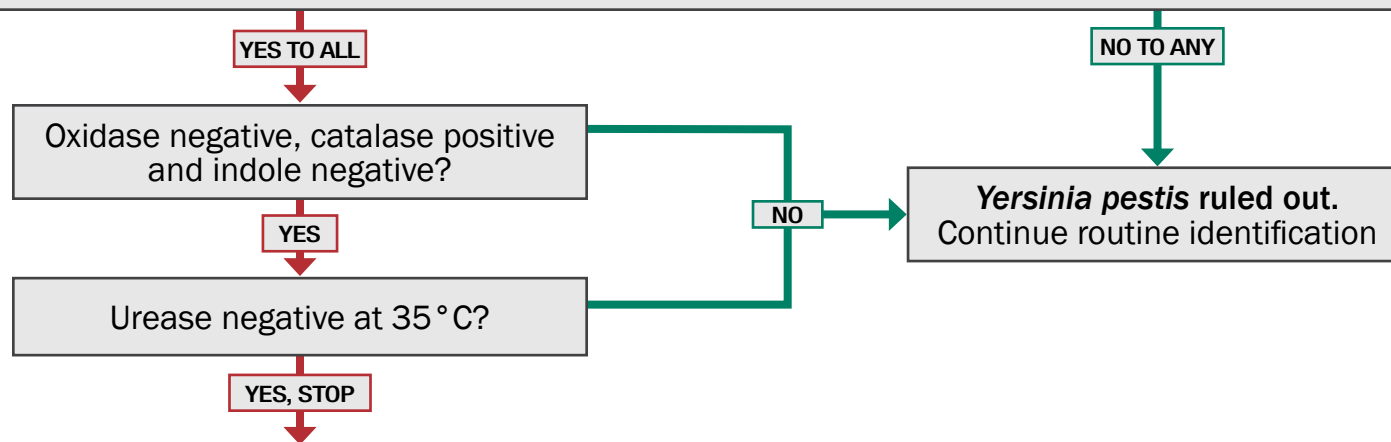 YES TO ALL
NO TO ANY
Oxidase negative, catalase positive
and indole negative?
NO
Yersinia pestis ruled out.
Continue routine identification
YES
Urease negative at 35°C?
YES, STOP